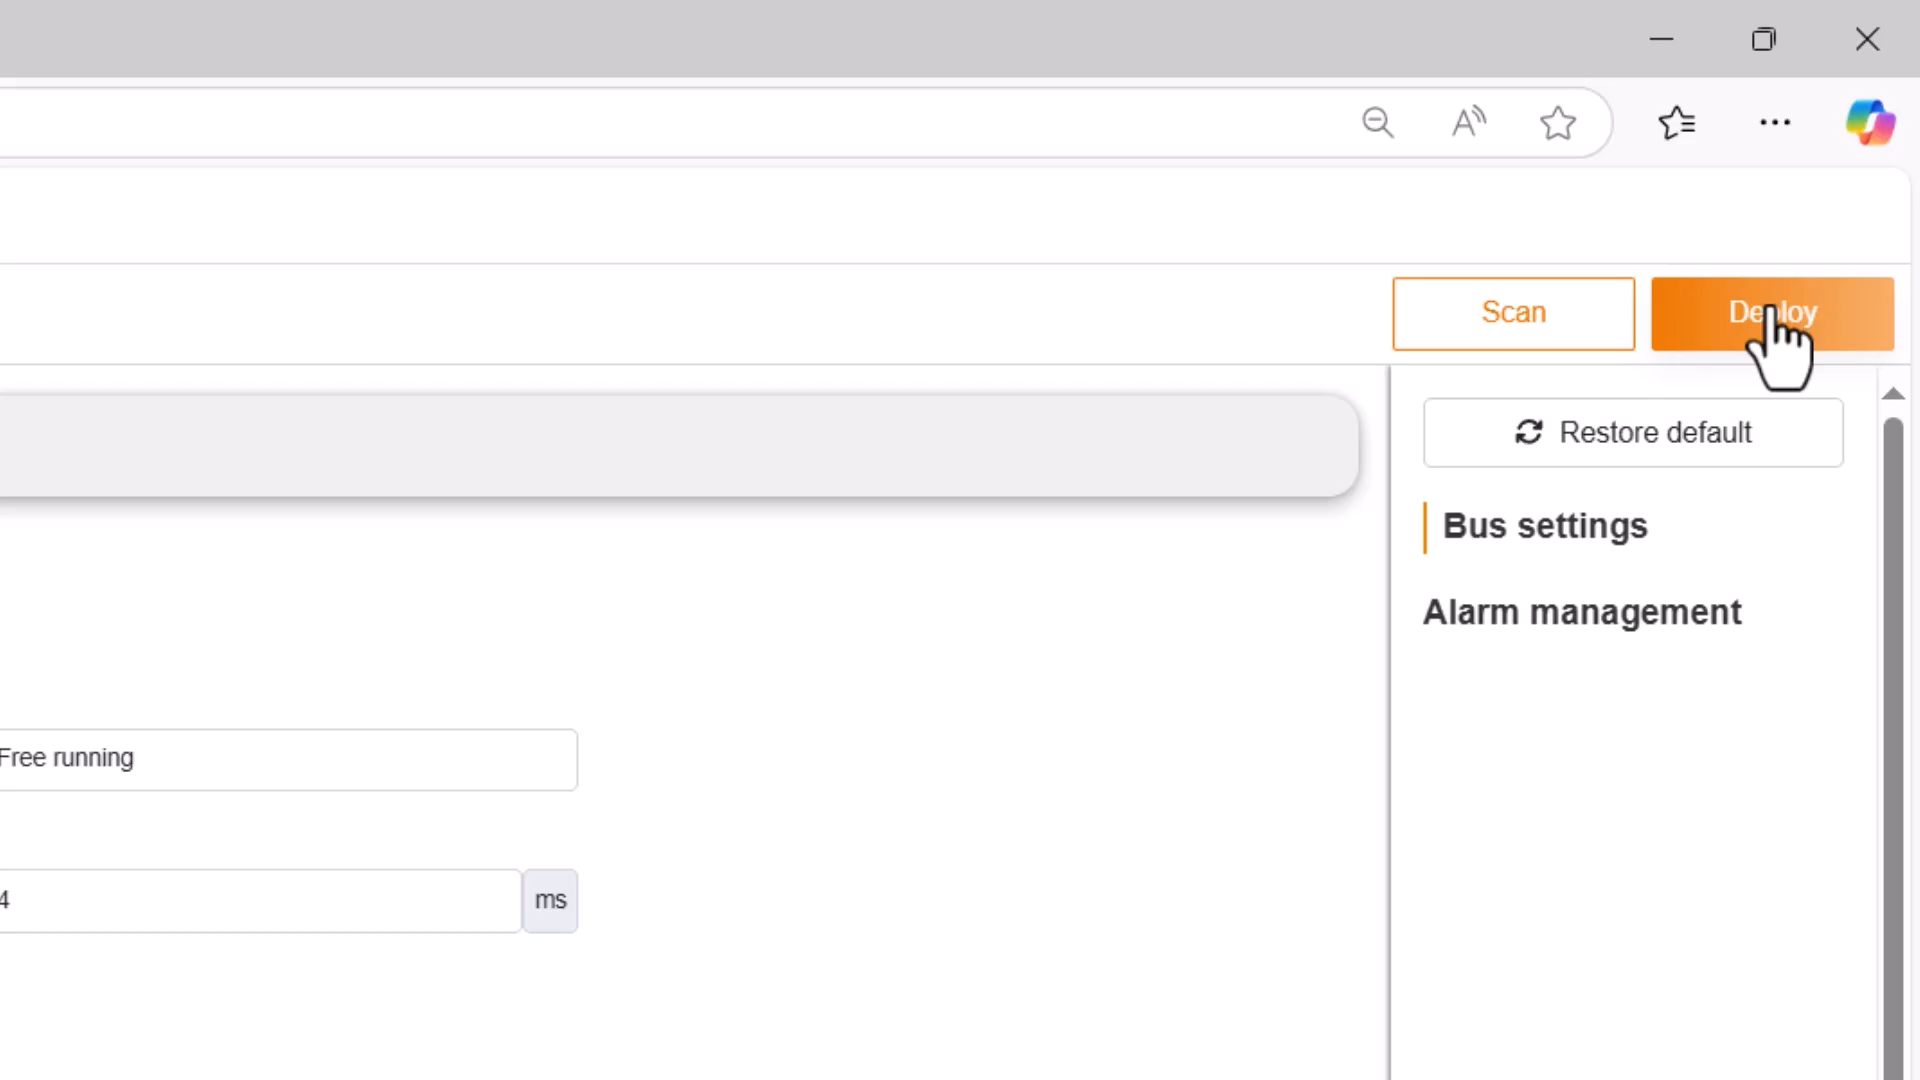 Scan
Deploy
Restore default
Bus settings
Alarm management
Free running
4
ms